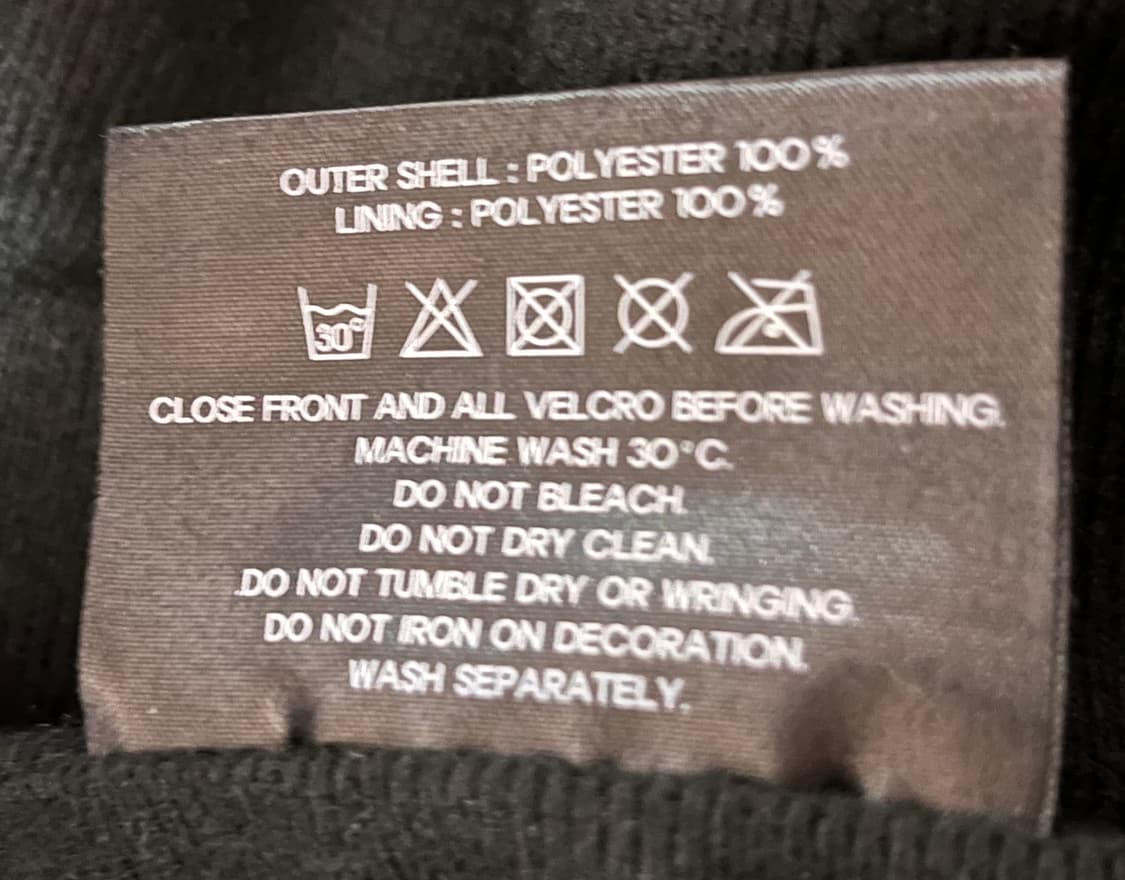 OUTER SHELL : POLYESTER 100%
LINING : POLYESTER 100%
30°
CLOSE FRONT AND ALL VELCRO BEFORE WASHING.
MACHINE WASH 30°C.
DO NOT BLEACH.
DO NOT DRY CLEAN.
.DO NOT TUMBLE DRY OR WRINGING.
DO NOT IRON ON DECORATION.
WASH SEPARATELY.